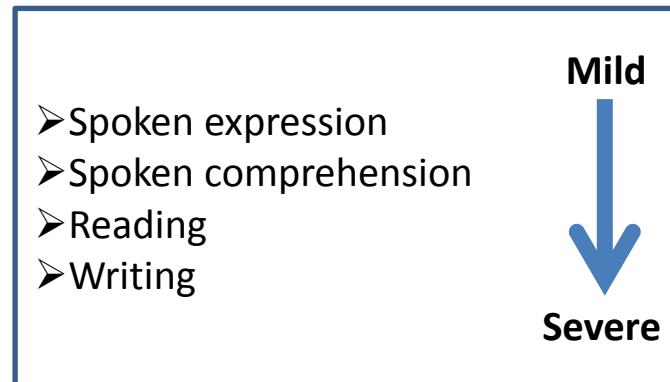 Mild
➢Spoken expression
➢Spoken comprehension
➢Reading
➢Writing
Severe